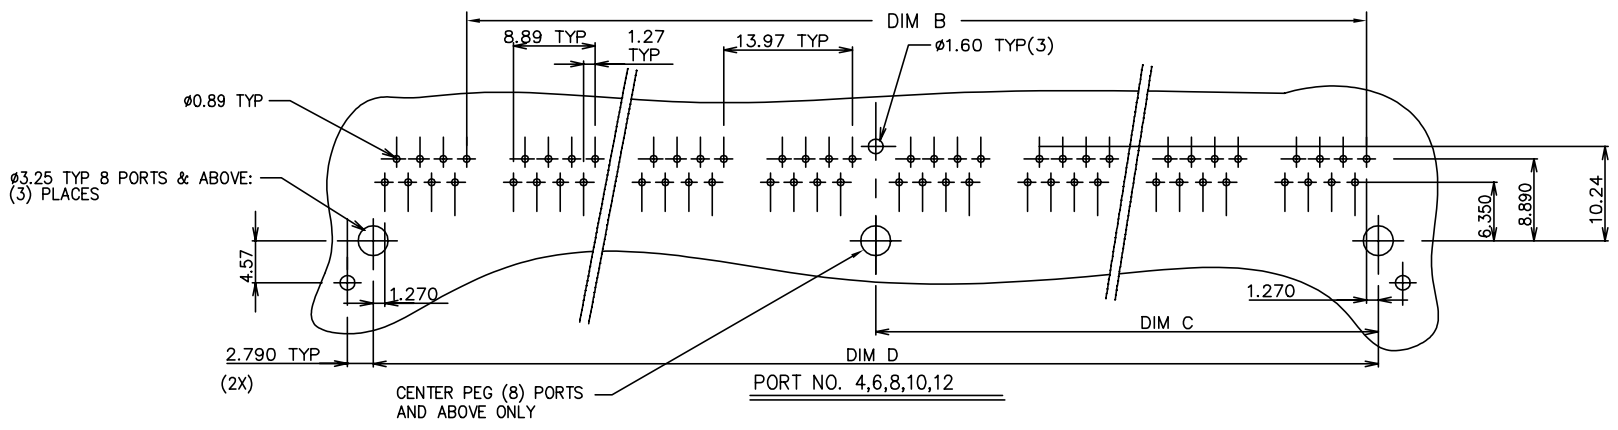 DIM B
8.89 TYP
1.27
TYP
13.97 TYP
ø1.60 TYP(3)
ø0.89 TYP
ø3.25 TYP 8 PORTS & ABOVE:
(3) PLACES
4.57
1.270
6.350
8.890
10.24
1.270
DIM C
2.790 TYP
(2X)
DIM D
CENTER PEG (8) PORTS
AND ABOVE ONLY
PORT NO. 4,6,8,10,12